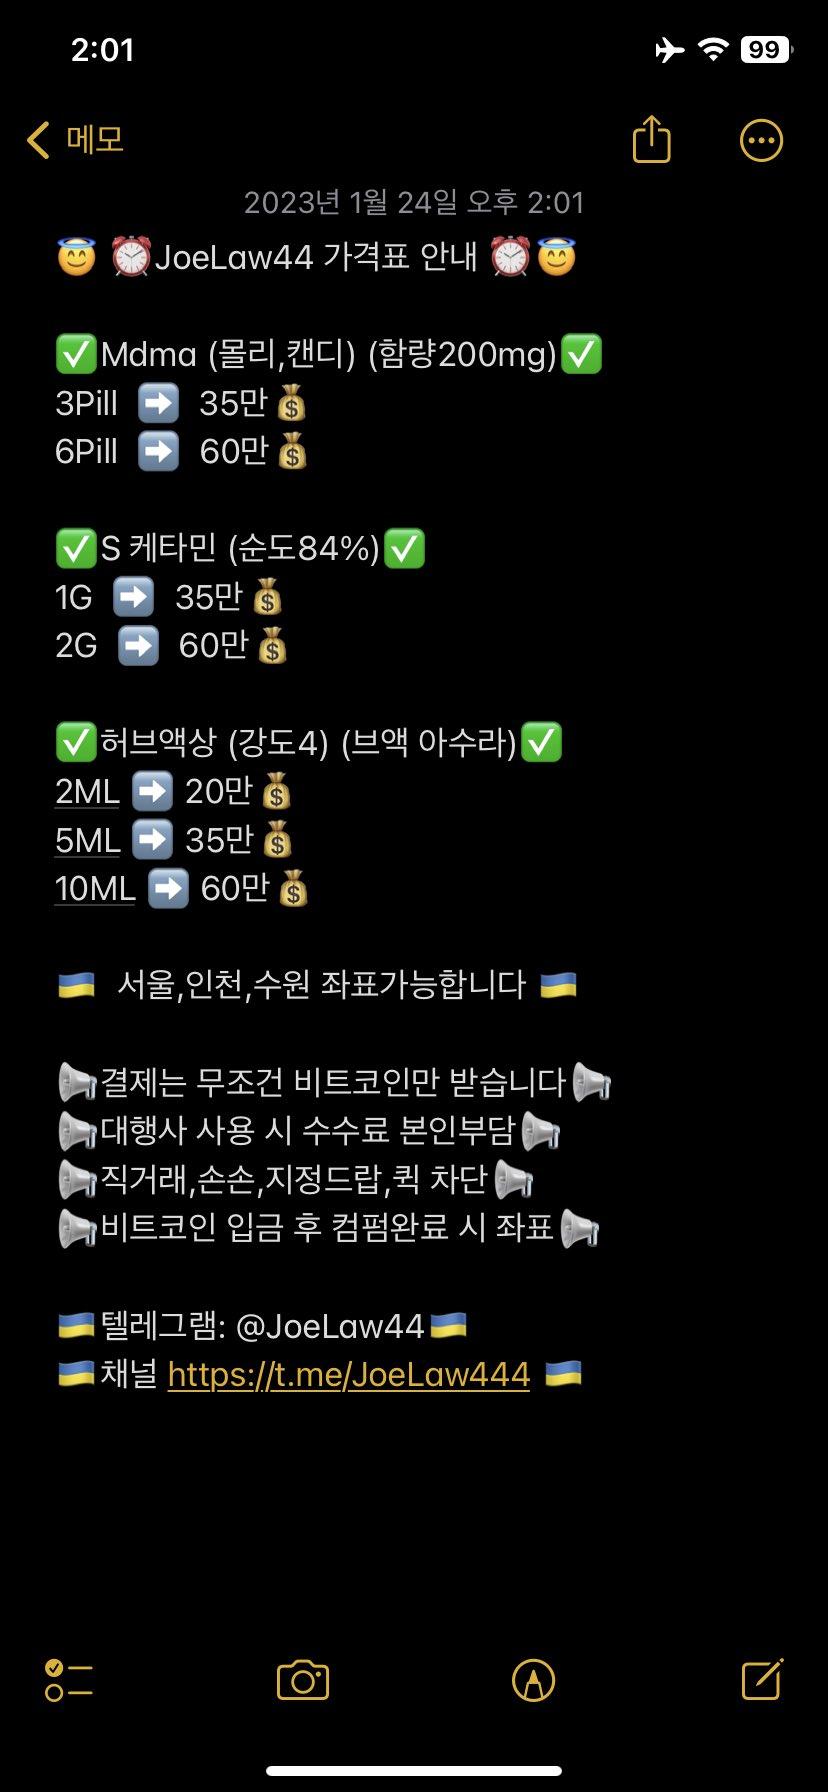 2:01
99
메모
2023년 1월 24일 오후 2:01
😇 ⏰JoeLaw44 가격표 안내 ⏰😇
✅Mdma (몰리,캔디) (함량200mg)✅
3Pill ➡️ 35만💰
6Pill ➡️ 60만💰
✅S 케타민 (순도84%)✅
1G ➡️ 35만💰
2G ➡️ 60만💰
✅허브액상 (강도4) (브액 아수라)✅
2ML ➡️ 20만💰
5ML ➡️ 35만💰
10ML ➡️ 60만💰
🇺🇦 서울,인천,수원 좌표가능합니다 🇺🇦
📢결제는 무조건 비트코인만 받습니다📢
📢대행사 사용 시 수수료 본인부담📢
📢직거래,손손,지정드랍,퀵 차단📢
📢비트코인 입금 후 컴펌완료 시 좌표📢
🇺🇦텔레그램: @JoeLaw44🇺🇦
🇺🇦채널 https://t.me/JoeLaw444 🇺🇦